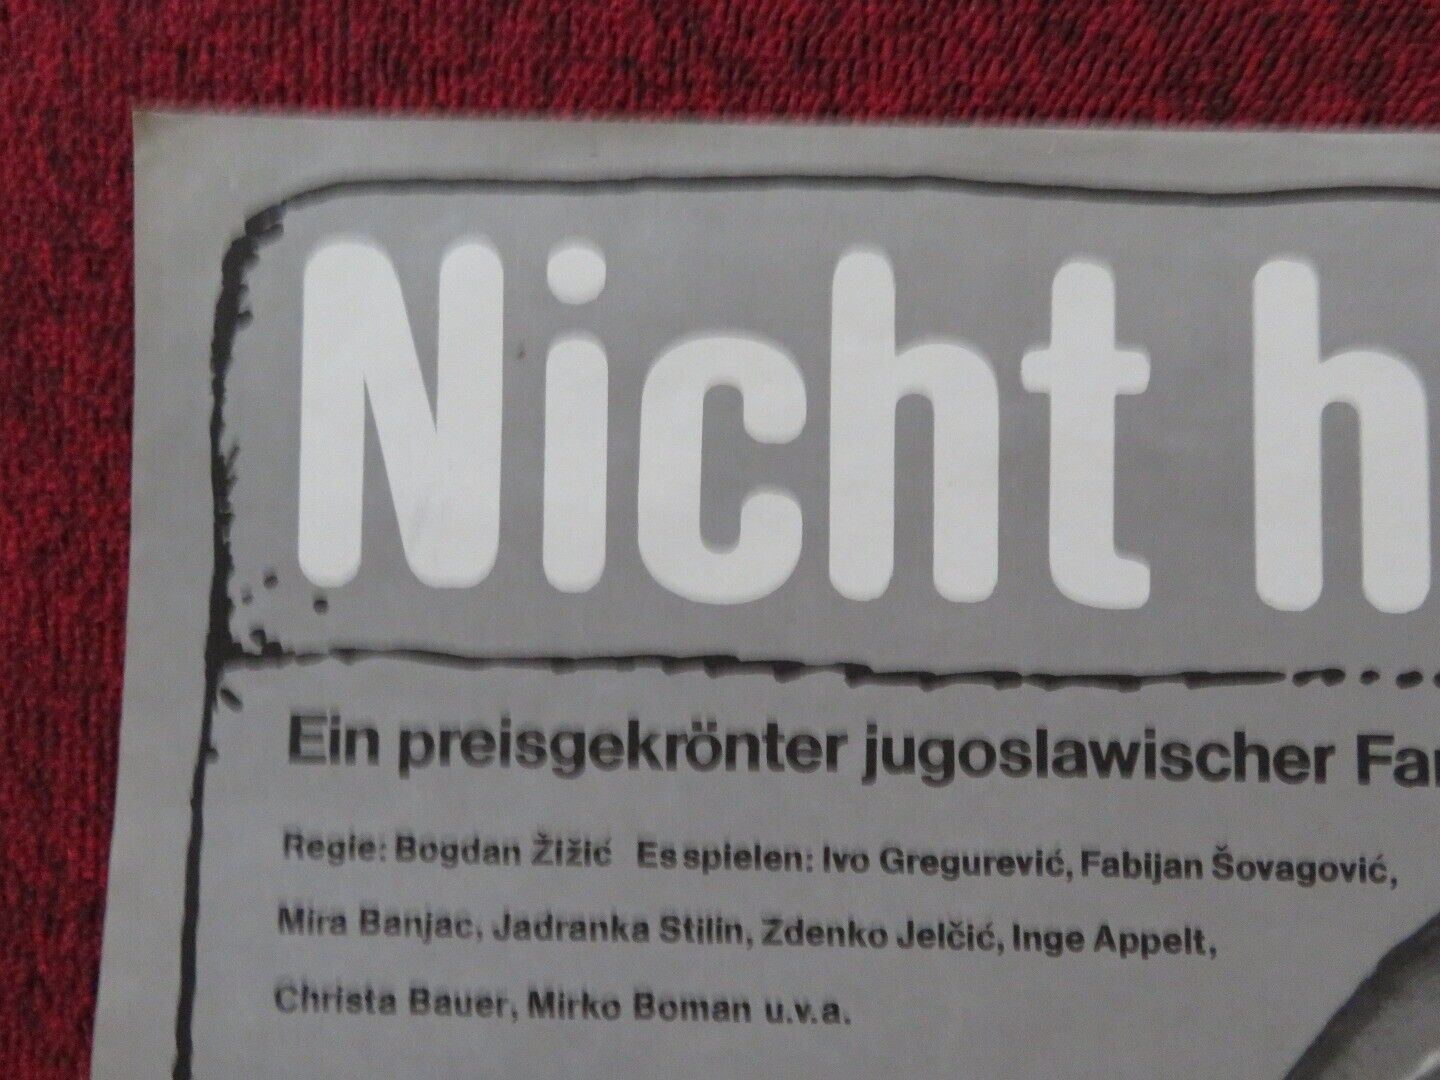 Nicht h
Ein preisgekrönter jugoslawischer Far
Regie: Bogdan Žižić Es spielen: Ivo Gregurević, Fabijan Šovagović,
Mira Banjac, Jadranka Stilin, Zdenko Jelčić, Inge Appelt,
Christa Bauer, Mirko Boman u.v.a.